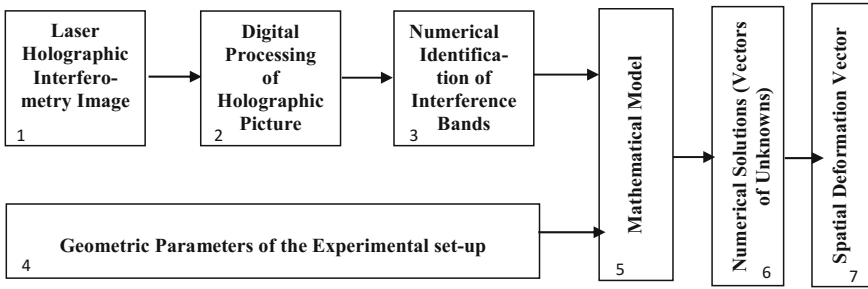 Laser
Holographic
Interfero-
metry Image
1
Digital
Processing
of
Holographic
Picture
2
Numerical
Identifica-
tion of
Interference
Bands
3
Geometric Parameters of the Experimental set-up
4
Mathematical Model
5
Numerical Solutions (Vectors
of Unknowns)
6
Spatial Deformation Vector
7